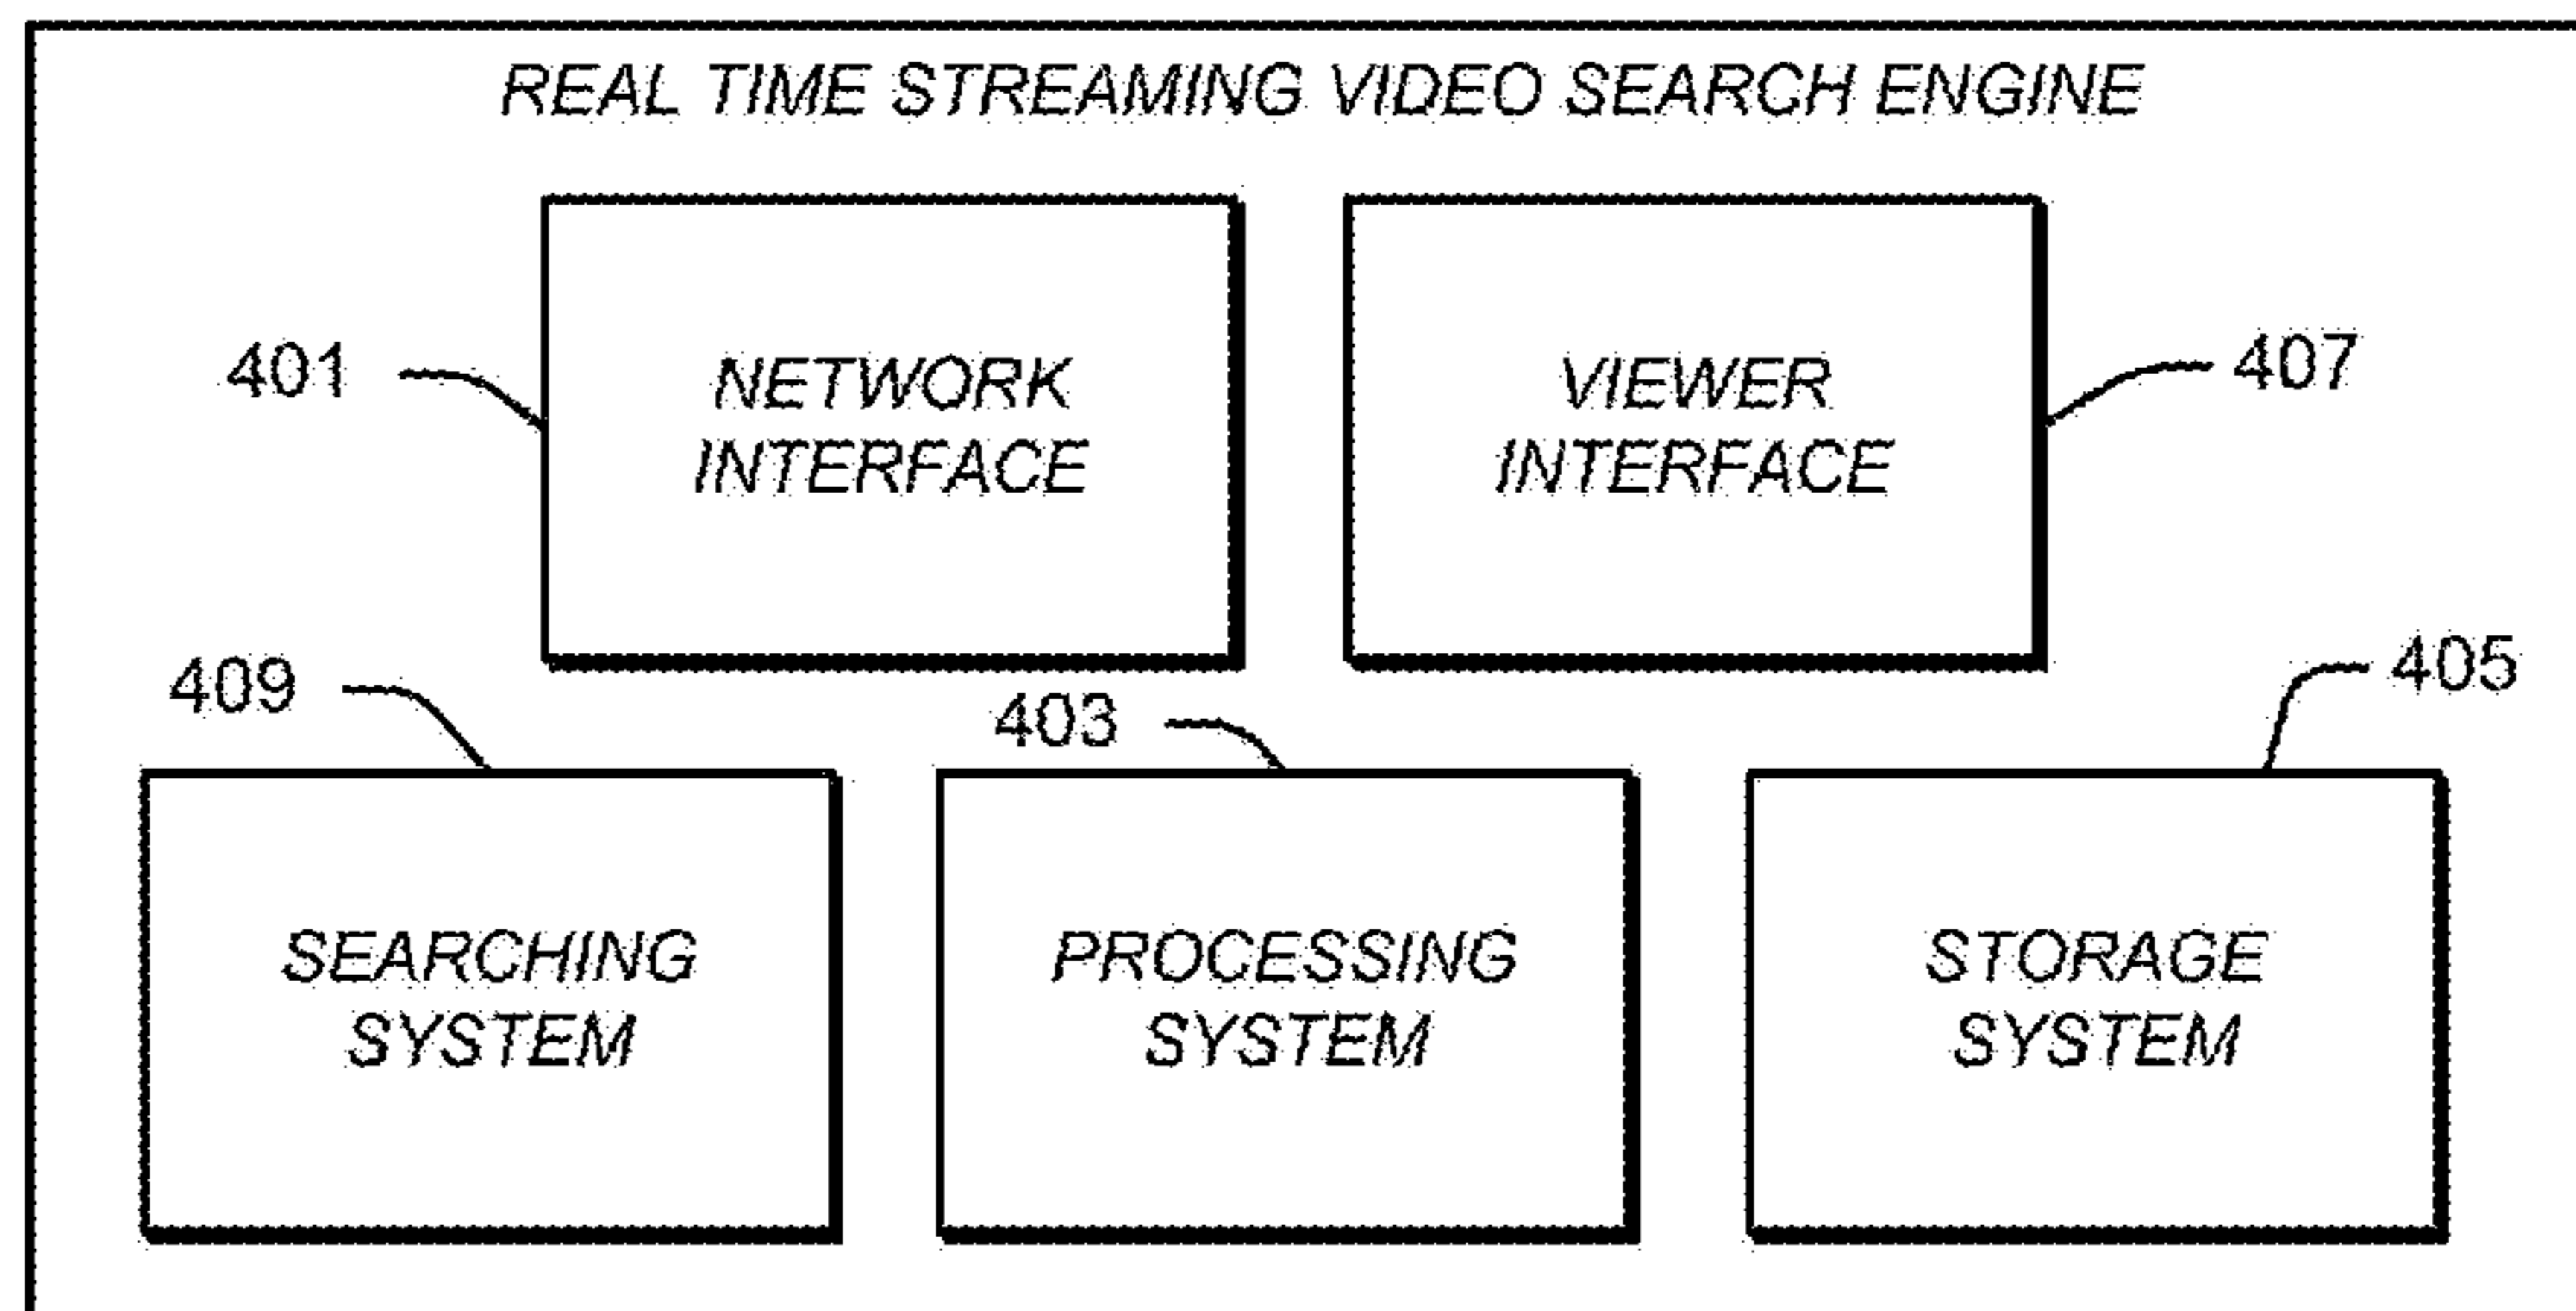 REAL TIME STREAMING VIDEO SEARCH ENGINE
401
NETWORK
INTERFACE
VIEWER
INTERFACE
407
409
403
405
SEARCHING
SYSTEM
PROCESSING
SYSTEM
STORAGE
SYSTEM